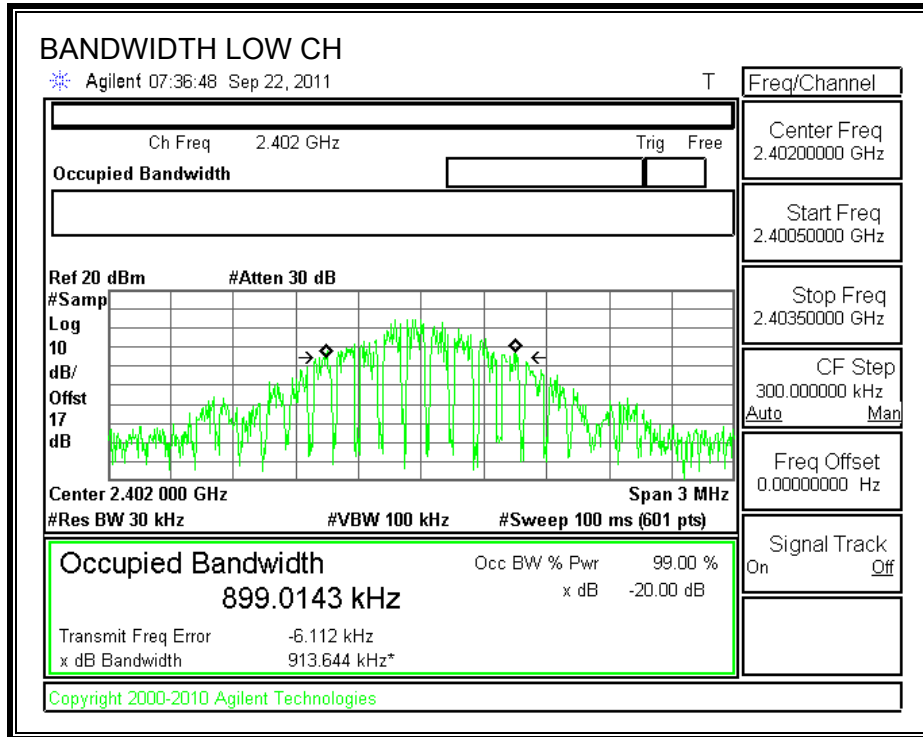 BANDWIDTH LOW CH
Agilent 07:36:48 Sep 22, 2011 T
Freq/Channel
Ch Freq 2.402 GHz Trig Free
Occupied Bandwidth
Center Freq
2.40200000 GHz
Start Freq
2.40050000 GHz
Stop Freq
2.40350000 GHz
CF Step
300.000000 kHz
Auto Man
Freq Offset
0.00000000 Hz
Signal Track
On Off
Ref 20 dBm #Atten 30 dB
#Samp
Log
10
dB/
Offst
17
dB
Center 2.402 000 GHz Span 3 MHz
#Res BW 30 kHz #VBW 100 kHz #Sweep 100 ms (601 pts)
Occupied Bandwidth Occ BW % Pwr 99.00 %
899.0143 kHz x dB -20.00 dB
Transmit Freq Error -6.112 kHz
x dB Bandwidth 913.644 kHz*
Copyright 2000-2010 Agilent Technologies